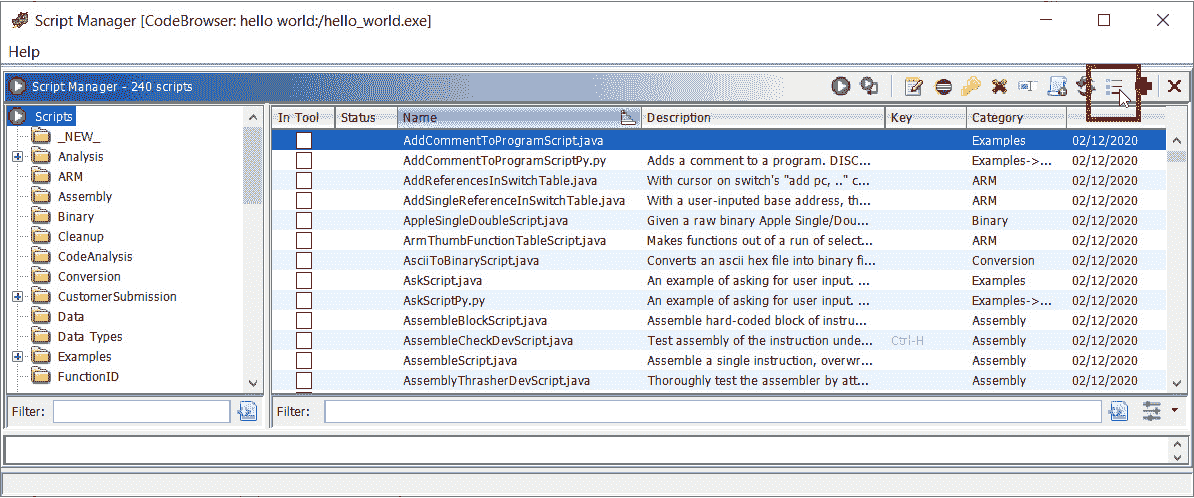 Script Manager [CodeBrowser: hello world:/hello_world.exe]
Help
Script Manager - 240 scripts
Scripts
_NEW_
Analysis
ARM
Assembly
Binary
Cleanup
CodeAnalysis
Conversion
CustomerSubmission
Data
Data Types
Examples
FunctionID
Filter:
In Tool Status Name Description Key Category
AddCommentToProgramScript.java Examples 02/12/2020
AddCommentToProgramScriptPy.py Adds a comment to a program. DISC... Examples->... 02/12/2020
AddReferencesInSwitchTable.java With cursor on switch's "add pc, .." c... ARM 02/12/2020
AddSingleReferenceInSwitchTable.java With a user-inputed base address, th... ARM 02/12/2020
AppleSingleDoubleScript.java Given a raw binary Apple Single/Dou... Binary 02/12/2020
ArmThumbFunctionTableScript.java Makes functions out of a run of select... ARM 02/12/2020
AsciiToBinaryScript.java Converts an ascii hex file into binary fi... Conversion 02/12/2020
AskScript.java An example of asking for user input. ... Examples 02/12/2020
AskScriptPy.py An example of asking for user input. ... Examples->... 02/12/2020
AssembleBlockScript.java Assemble hard-coded block of instru... Assembly 02/12/2020
AssembleCheckDevScript.java Test assembly of the instruction unde... Ctrl-H Assembly 02/12/2020
AssembleScript.java Assemble a single instruction, overwr... Assembly 02/12/2020
AssemblyThrasherDevScript.java Thoroughly test the assembler by att... Assembly 02/12/2020
Filter: